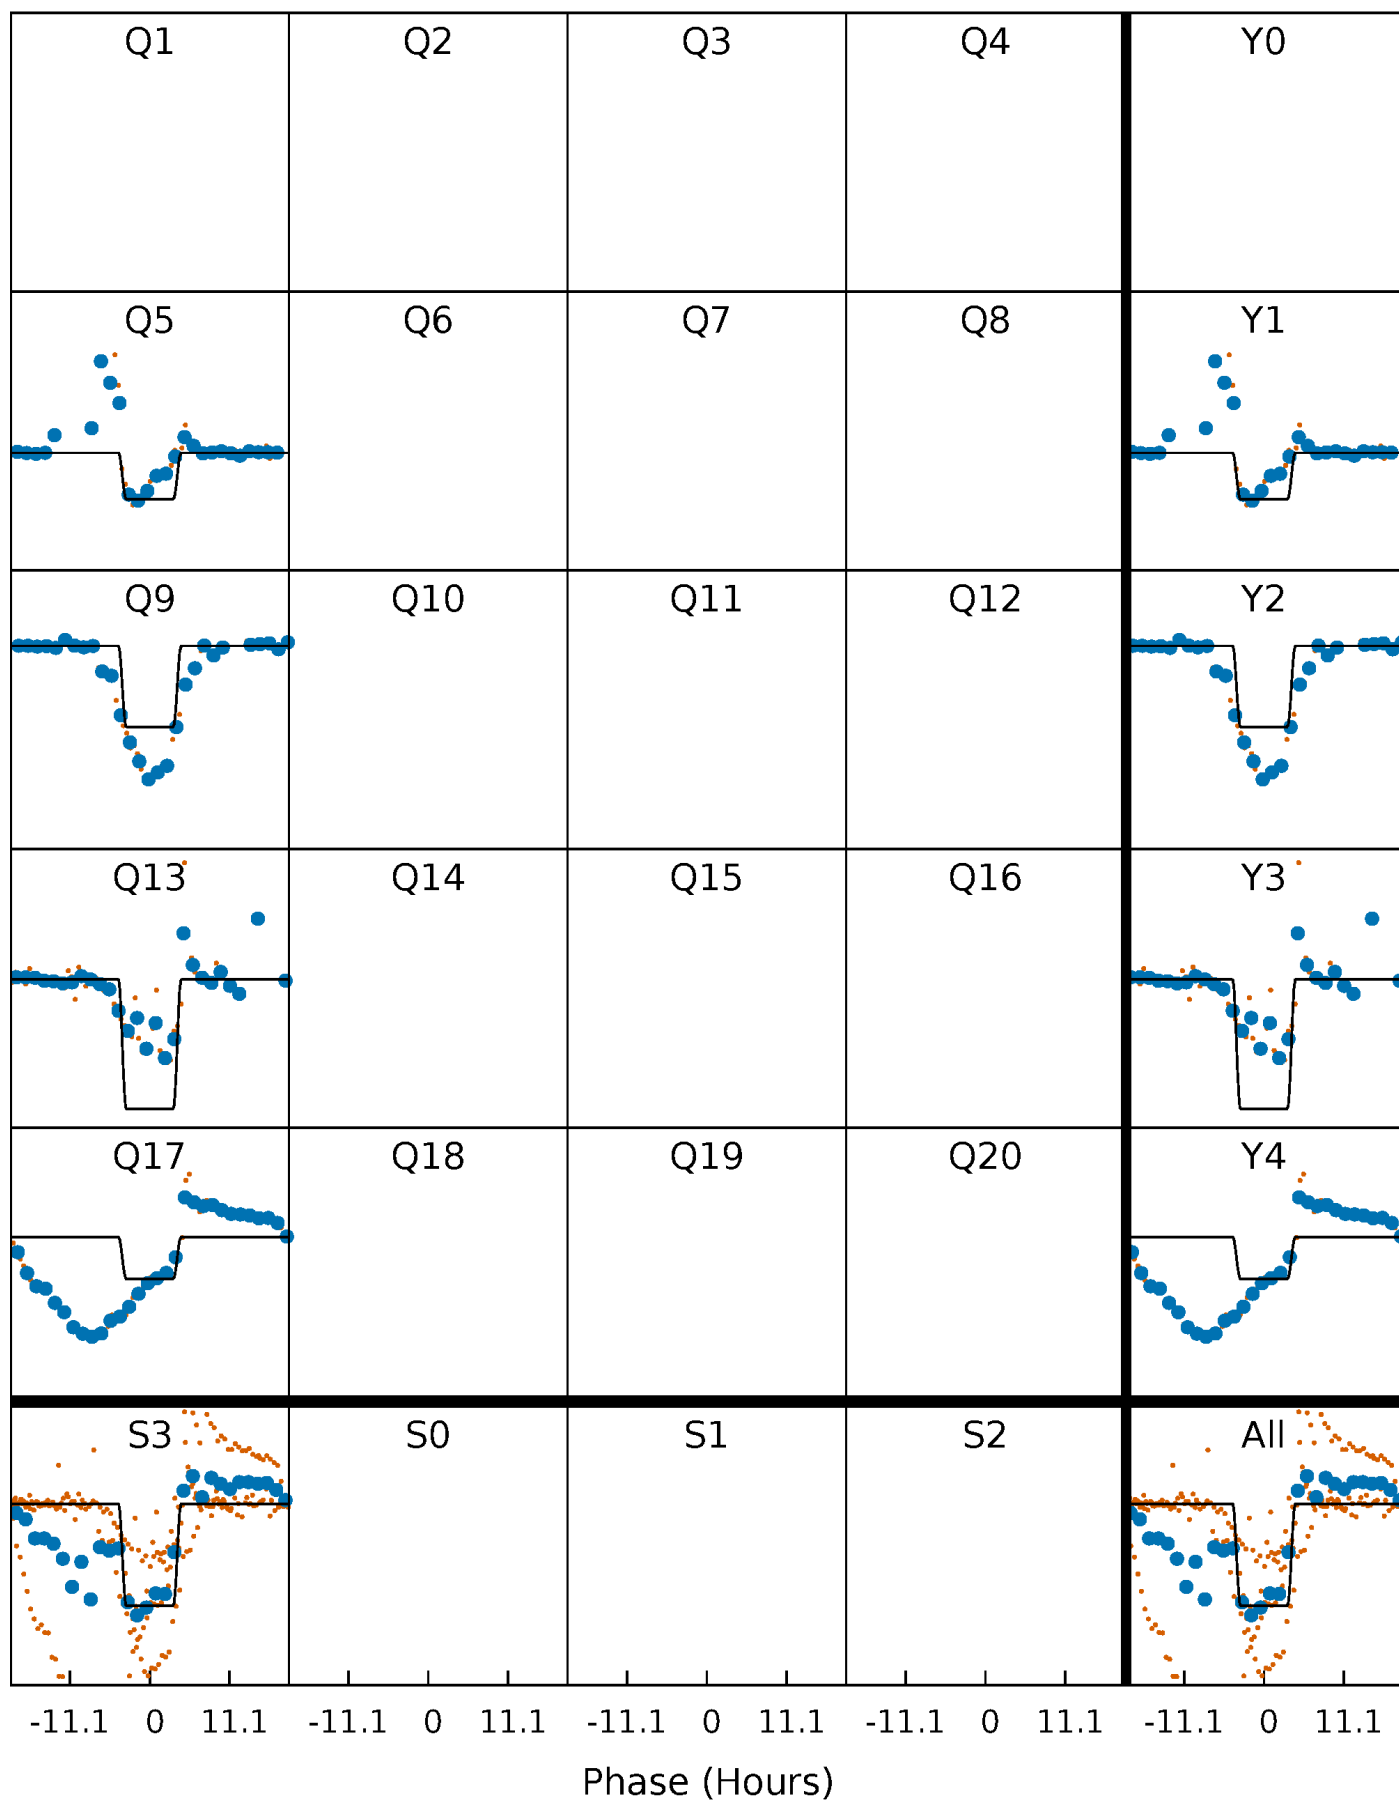 Q1 Q2 Q3 Q4 Y0
Q5 Q6 Q7 Q8 Y1
Q9 Q10 Q11 Q12 Y2
Q13 Q14 Q15 Q16 Y3
Q17 Q18 Q19 Q20 Y4
S3 S0 S1 S2 All
-11.1 0 11.1 -11.1 0 11.1 -11.1 0 11.1 -11.1 0 11.1 -11.1 0 11.1
Phase (Hours)